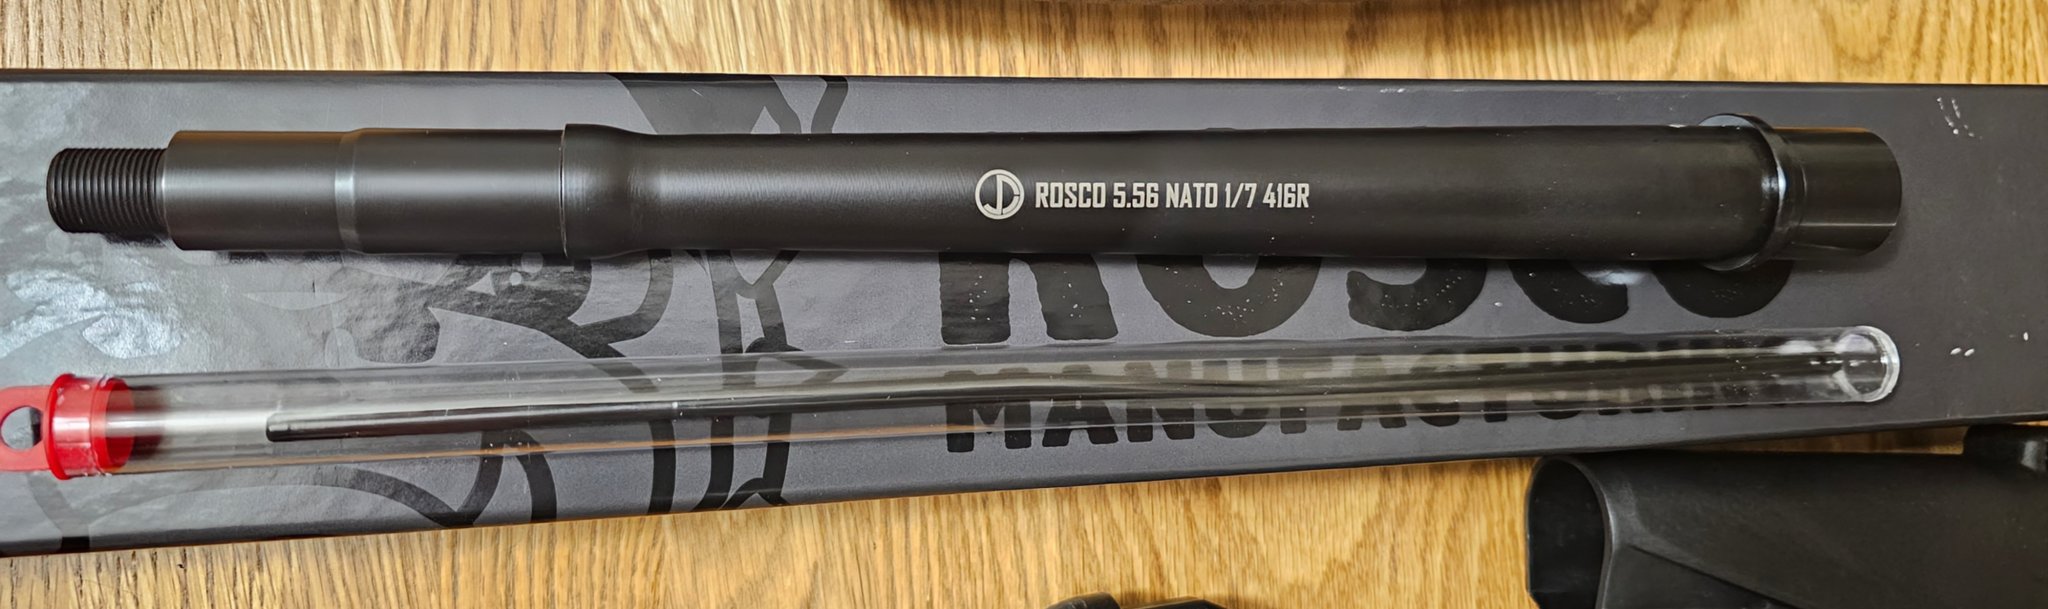 ROSCO 5.56 NATO 1/7 416R
ROSCO
MANUFACTURING